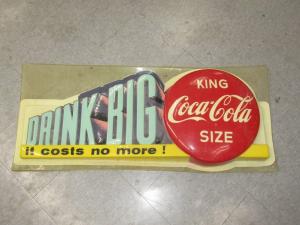 DRINK BIG
it costs no more!
KING
Coca-Cola
SIZE